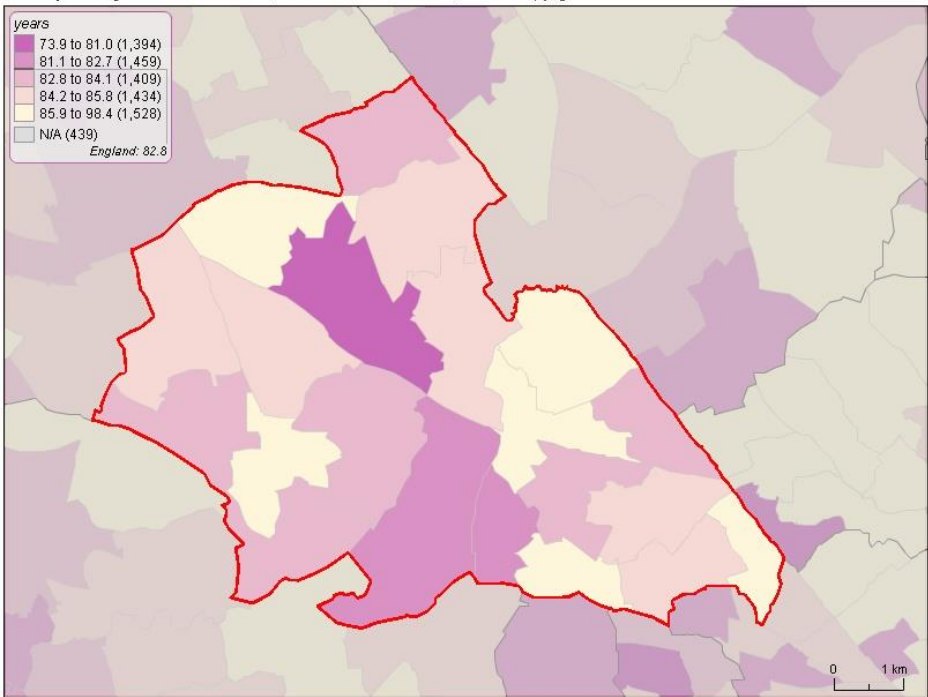 years
73.9 to 81.0 (1,394)
81.1 to 82.7 (1,459)
82.8 to 84.1 (1,409)
84.2 to 85.8 (1,434)
85.9 to 98.4 (1,528)
N/A (439)
England: 82.8
0 1 km